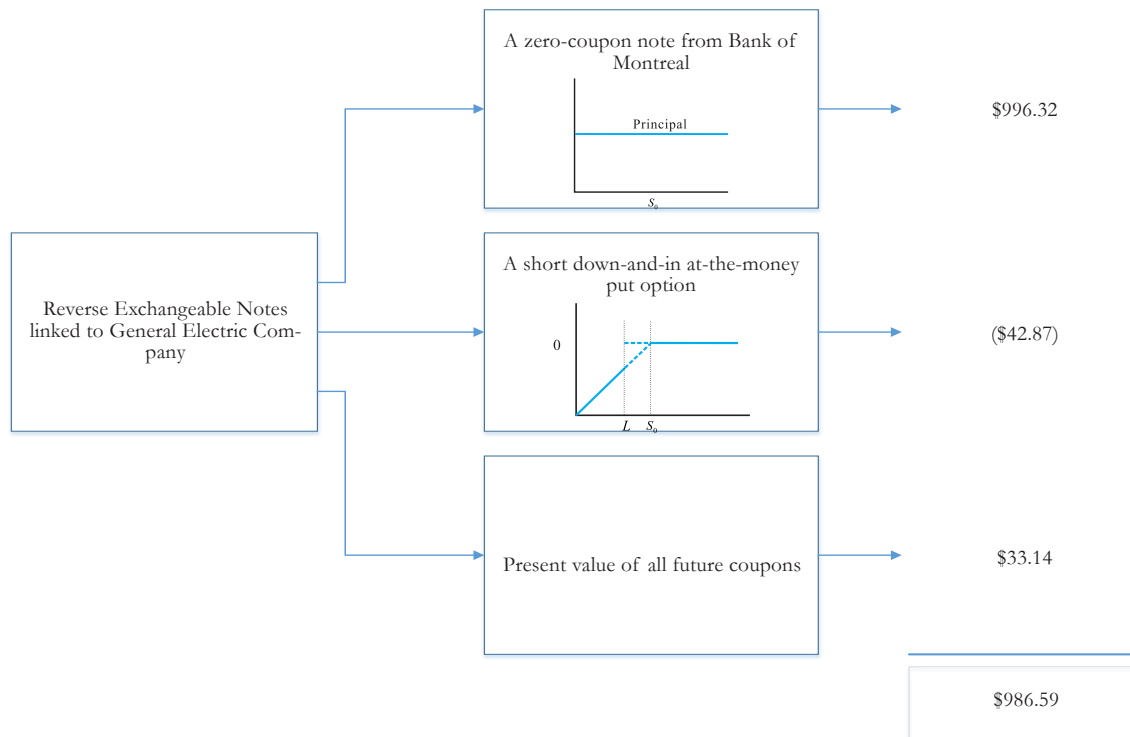 A zero-coupon note from Bank of
Montreal
Principal
S₀
$996.32
Reverse Exchangeable Notes
linked to General Electric Com-
pany
A short down-and-in at-the-money
put option
0
L S₀
($42.87)
Present value of all future coupons
$33.14
$986.59